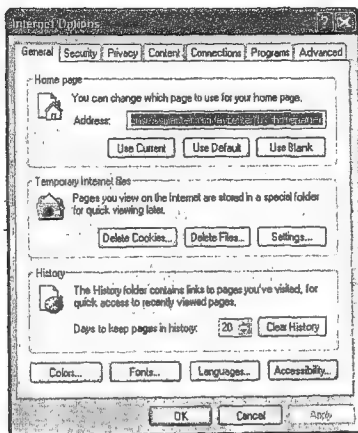 Internet Options
General Security Privacy Content Connections Programs Advanced
Home page
You can change which page to use for your home page.
Address:
Use Current Use Default Use Blank
Temporary Internet files
Pages you view on the Internet are stored in a special folder
for quick viewing later.
Delete Cookies... Delete Files... Settings...
History
The History folder contains links to pages you've visited, for
quick access to recently viewed pages.
Days to keep pages in history: 20 Clear History
Colors... Fonts... Languages... Accessibility...
OK Cancel Apply